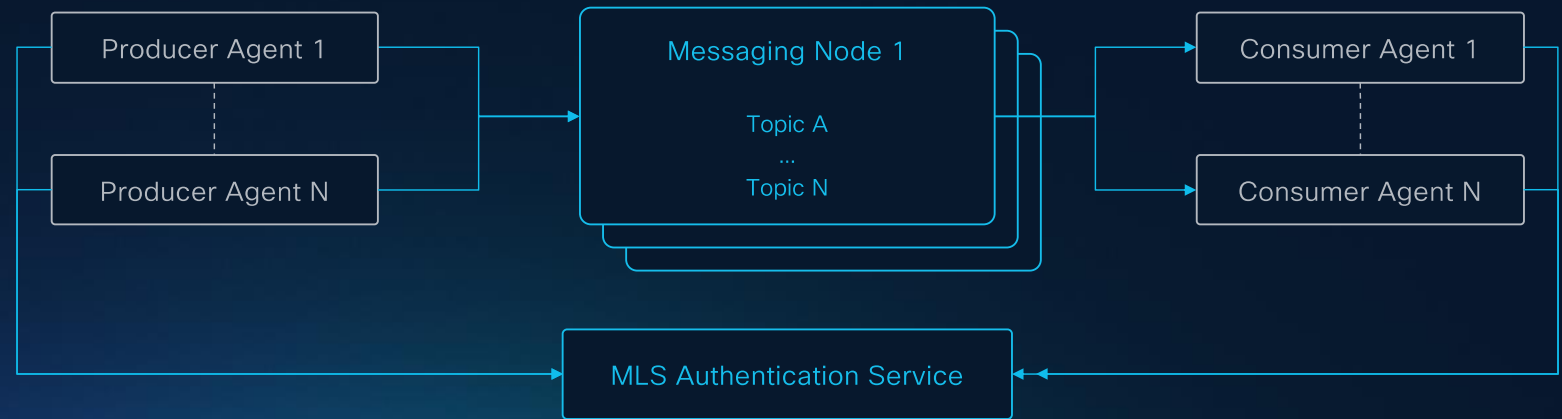 Producer Agent 1
Producer Agent N
Messaging Node 1
Topic A
...
Topic N
Consumer Agent 1
Consumer Agent N
MLS Authentication Service